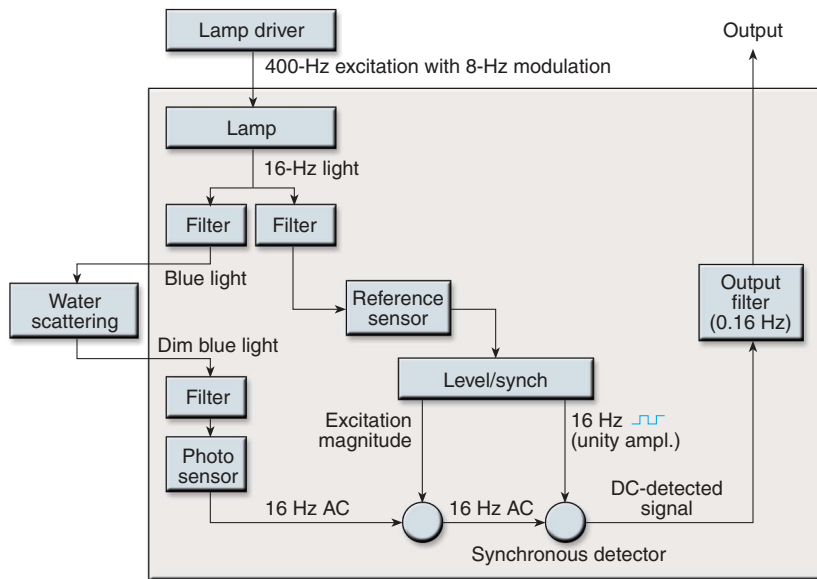 Lamp driver
Output
400-Hz excitation with 8-Hz modulation
Lamp
16-Hz light
Filter
Filter
Blue light
Water
scattering
Reference
sensor
Output
filter
(0.16 Hz)
Dim blue light
Filter
Level/synch
Excitation
magnitude
16 Hz
(unity ampl.)
Photo
sensor
16 Hz AC
16 Hz AC
DC-detected
signal
Synchronous detector